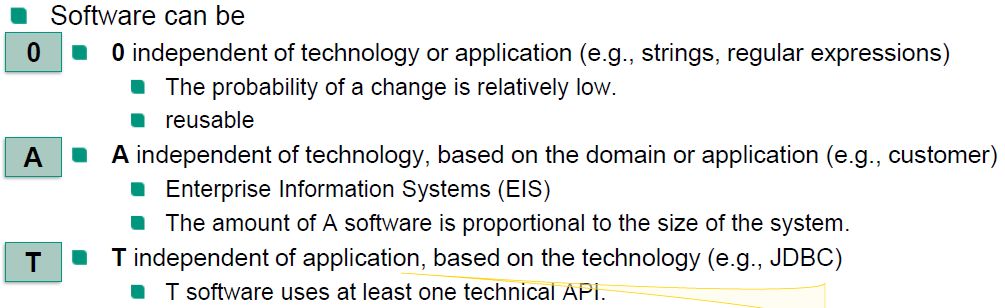 Software can be
0 0 independent of technology or application (e.g., strings, regular expressions)
The probability of a change is relatively low.
reusable
A A independent of technology, based on the domain or application (e.g., customer)
Enterprise Information Systems (EIS)
The amount of A software is proportional to the size of the system.
T T independent of application, based on the technology (e.g., JDBC)
T software uses at least one technical API.